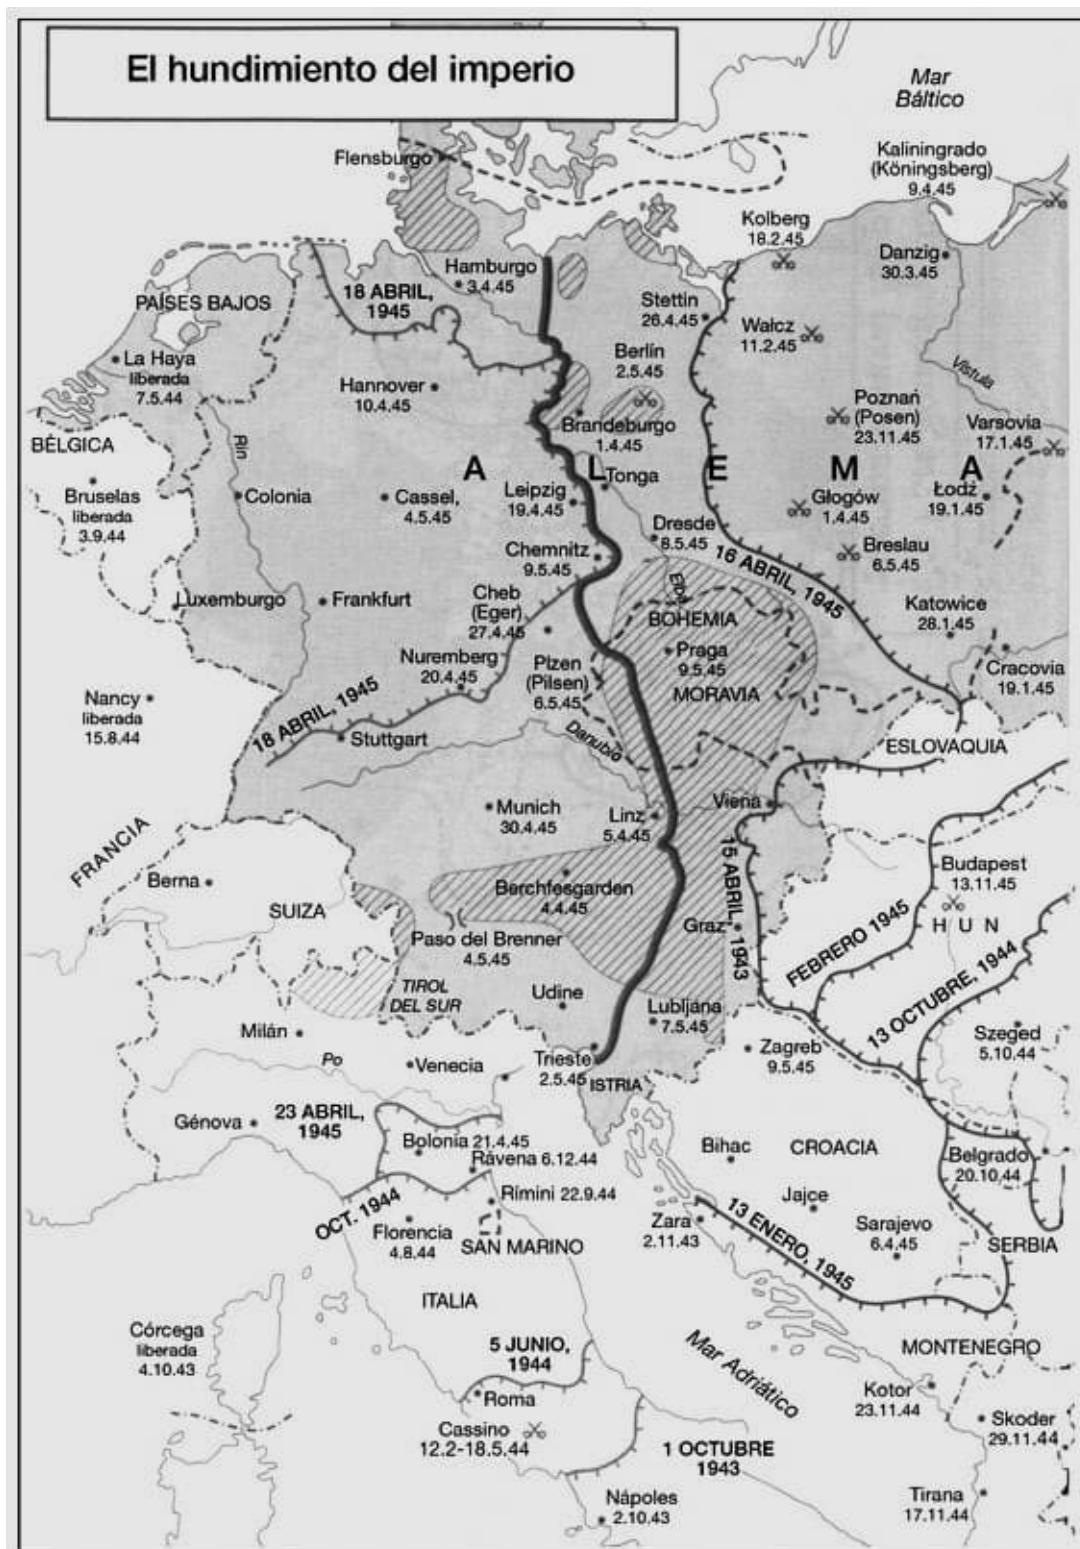 El hundimiento del imperio
Mar
Báltico
Flensburgo
Kaliningrado
(Köningsberg)
9.4.45
Kolberg
18.2.45
Danzig
30.3.45
Hamburgo
3.4.45
PAÍSES BAJOS
18 ABRIL,
1945
Stettin
26.4.45
Wałcz
11.2.45
La Haya
liberada
7.5.44
Hannover
10.4.45
Berlín
2.5.45
Vístula
Brandeburgo
1.4.45
Poznań
(Posen)
23.11.45
Varsovia
17.1.45
BÉLGICA
Rin
A L E M A
Bruselas
liberada
3.9.44
Colonia
Cassel,
4.5.45
Leipzig
19.4.45
Tonga
Głogów
1.4.45
Łodź
19.1.45
Dresde
8.5.45
Chemnitz
9.5.45
Breslau
6.5.45
16 ABRIL, 1945
Elba
Luxemburgo
Frankfurt
Cheb
(Eger)
27.4.45
BOHEMIA
Katowice
28.1.45
Nuremberg
20.4.45
Plzen
(Pilsen)
6.5.45
Praga
9.5.45
MORAVIA
Cracovia
19.1.45
Nancy
liberada
15.8.44
18 ABRIL, 1945
Stuttgart
Danubio
ESLOVAQUIA
Munich
30.4.45
Linz
5.4.45
Viena
FRANCIA
Berna
SUIZA
Berchfesgarden
4.4.45
15 ABRIL, 1943
Budapest
13.11.45
HUN
FEBRERO 1945
Graz
Paso del Brenner
4.5.45
TIROL
DEL SUR
Udine
Lubljana
7.5.45
13 OCTUBRE, 1944
Szeged
5.10.44
Milán
Po
Venecia
Trieste
2.5.45
ISTRIA
Zagreb
9.5.45
Génova
23 ABRIL,
1945
Bolonia 21.4.45
Rávena 6.12.44
Bihac
CROACIA
Belgrado
20.10.44
OCT. 1944
Rímini 22.9.44
Florencia
4.8.44
SAN MARINO
Zara
2.11.43
13 ENERO, 1945
Jajce
Sarajevo
6.4.45
SERBIA
ITALIA
Córcega
liberada
4.10.43
5 JUNIO,
1944
Roma
Mar Adriático
MONTENEGRO
Kotor
23.11.44
Cassino
12.2-18.5.44
Skoder
29.11.44
1 OCTUBRE
1943
Nápoles
2.10.43
Tirana
17.11.44